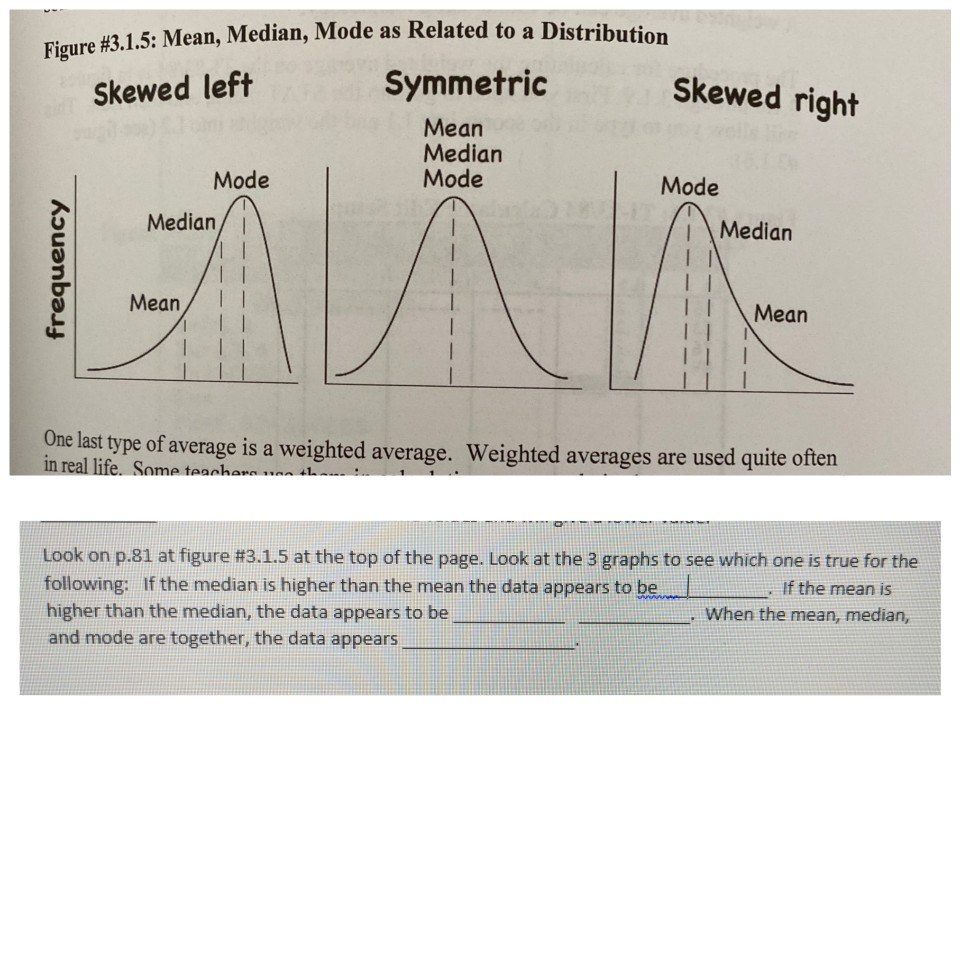 Figure #3.1.5: Mean, Median, Mode as Related to a Distribution
Skewed left
Symmetric
Skewed right
Mean
Median
Mode
Mode
Median
Mean
Mode
Median
Mean
frequency
One last type of average is a weighted average. Weighted averages are used quite often
in real life. Some teachers use
Look on p.81 at figure #3.1.5 at the top of the page. Look at the 3 graphs to see which one is true for the
following: If the median is higher than the mean the data appears to be ________. If the mean is
higher than the median, the data appears to be ________ ________. When the mean, median,
and mode are together, the data appears ____________.